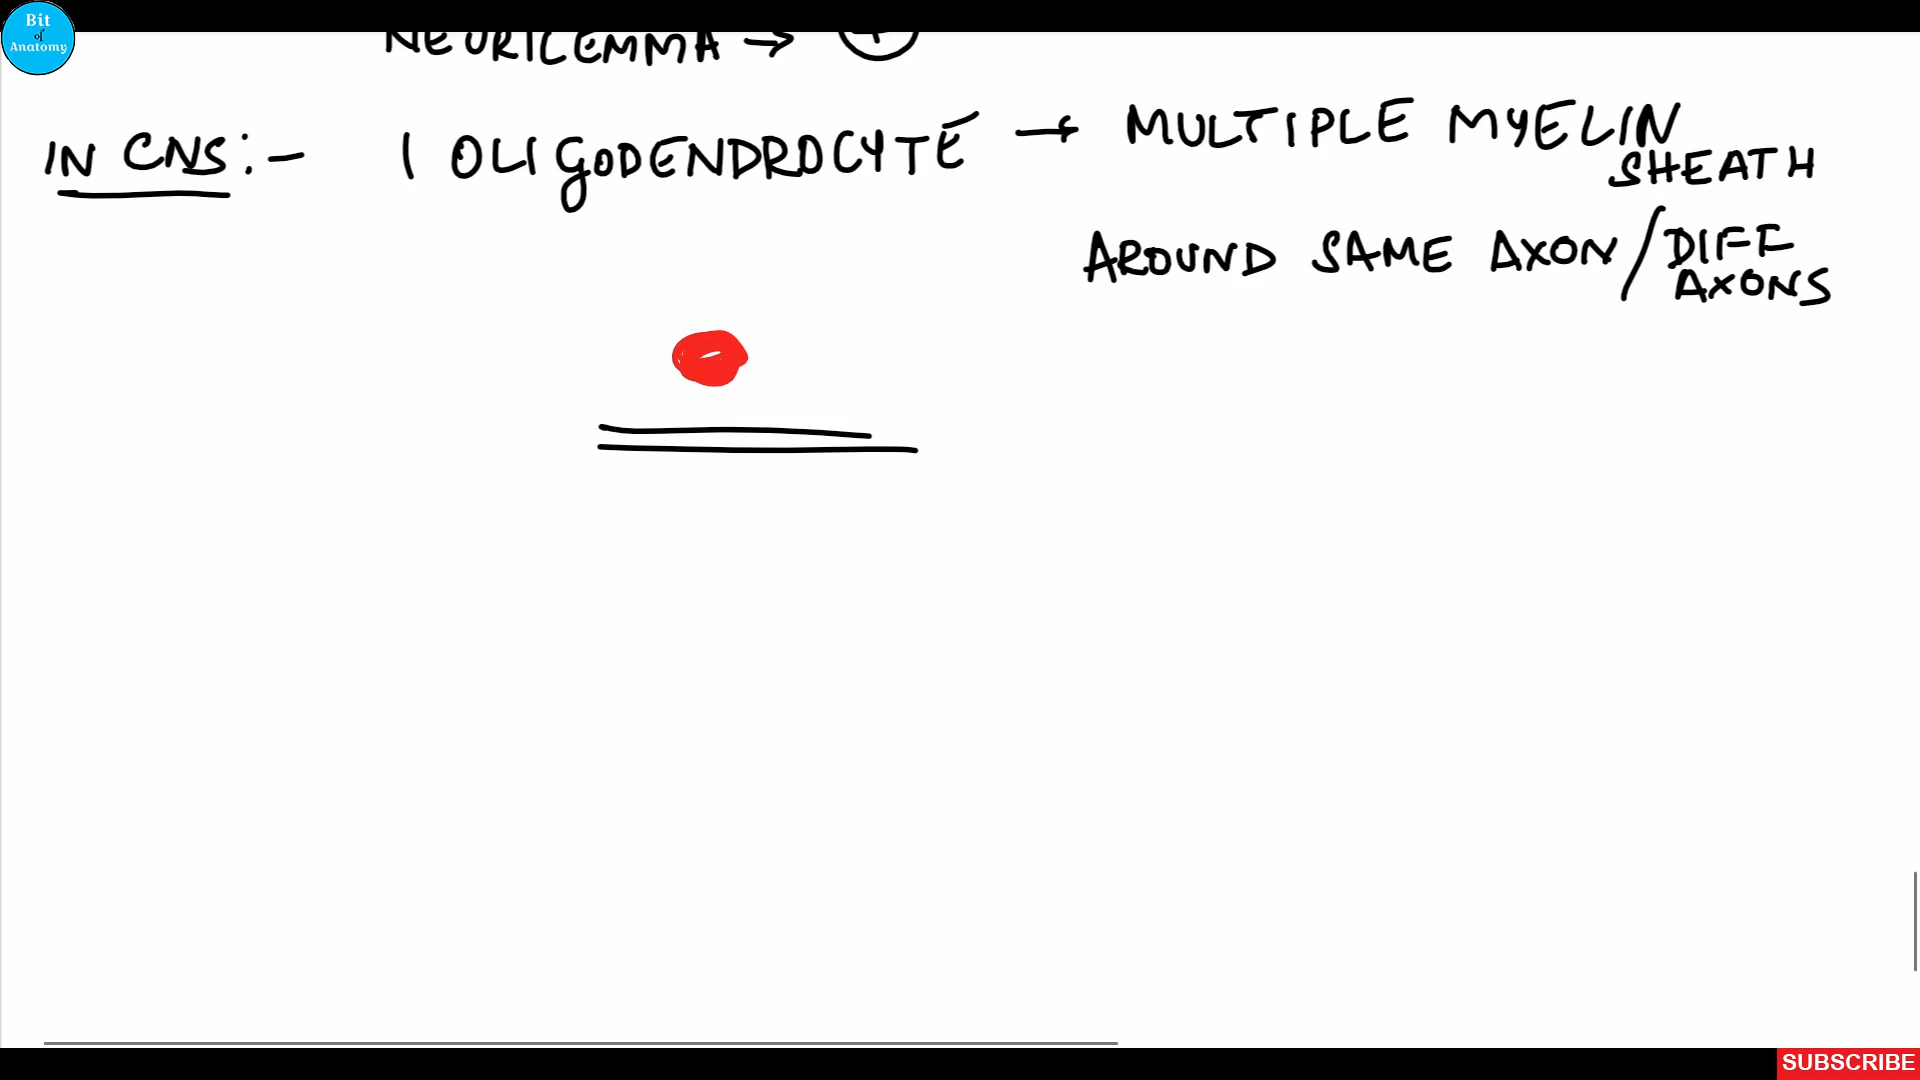 Bit
of
Anatomy
NEURILEMMA → +
IN CNS:- 1 OLIGODENDROCYTE → MULTIPLE MYELIN
SHEATH
AROUND SAME AXON / DIFF
AXONS
SUBSCRIBE